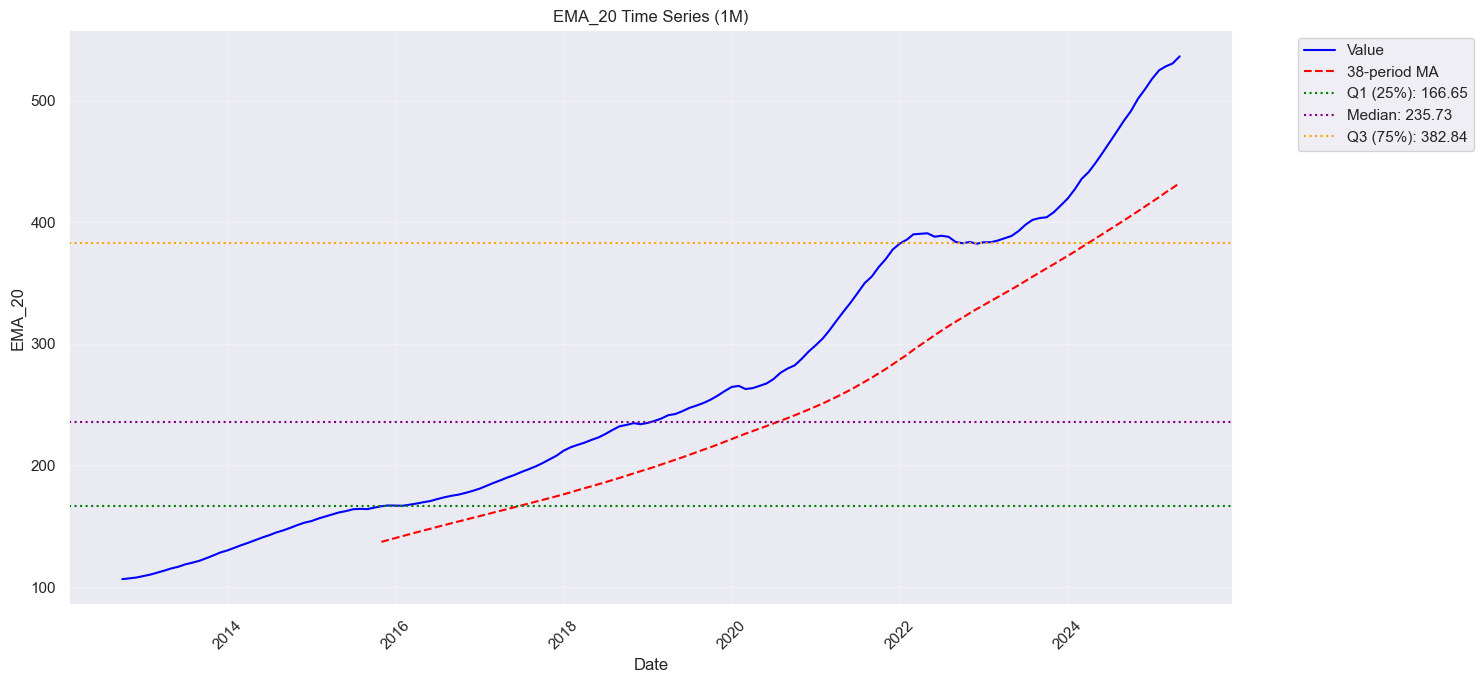 EMA_20 Time Series (1M)
Value
38-period MA
Q1 (25%): 166.65
Median: 235.73
Q3 (75%): 382.84
EMA_20
500
400
300
200
100
2014
2016
2018
2020
2022
2024
Date